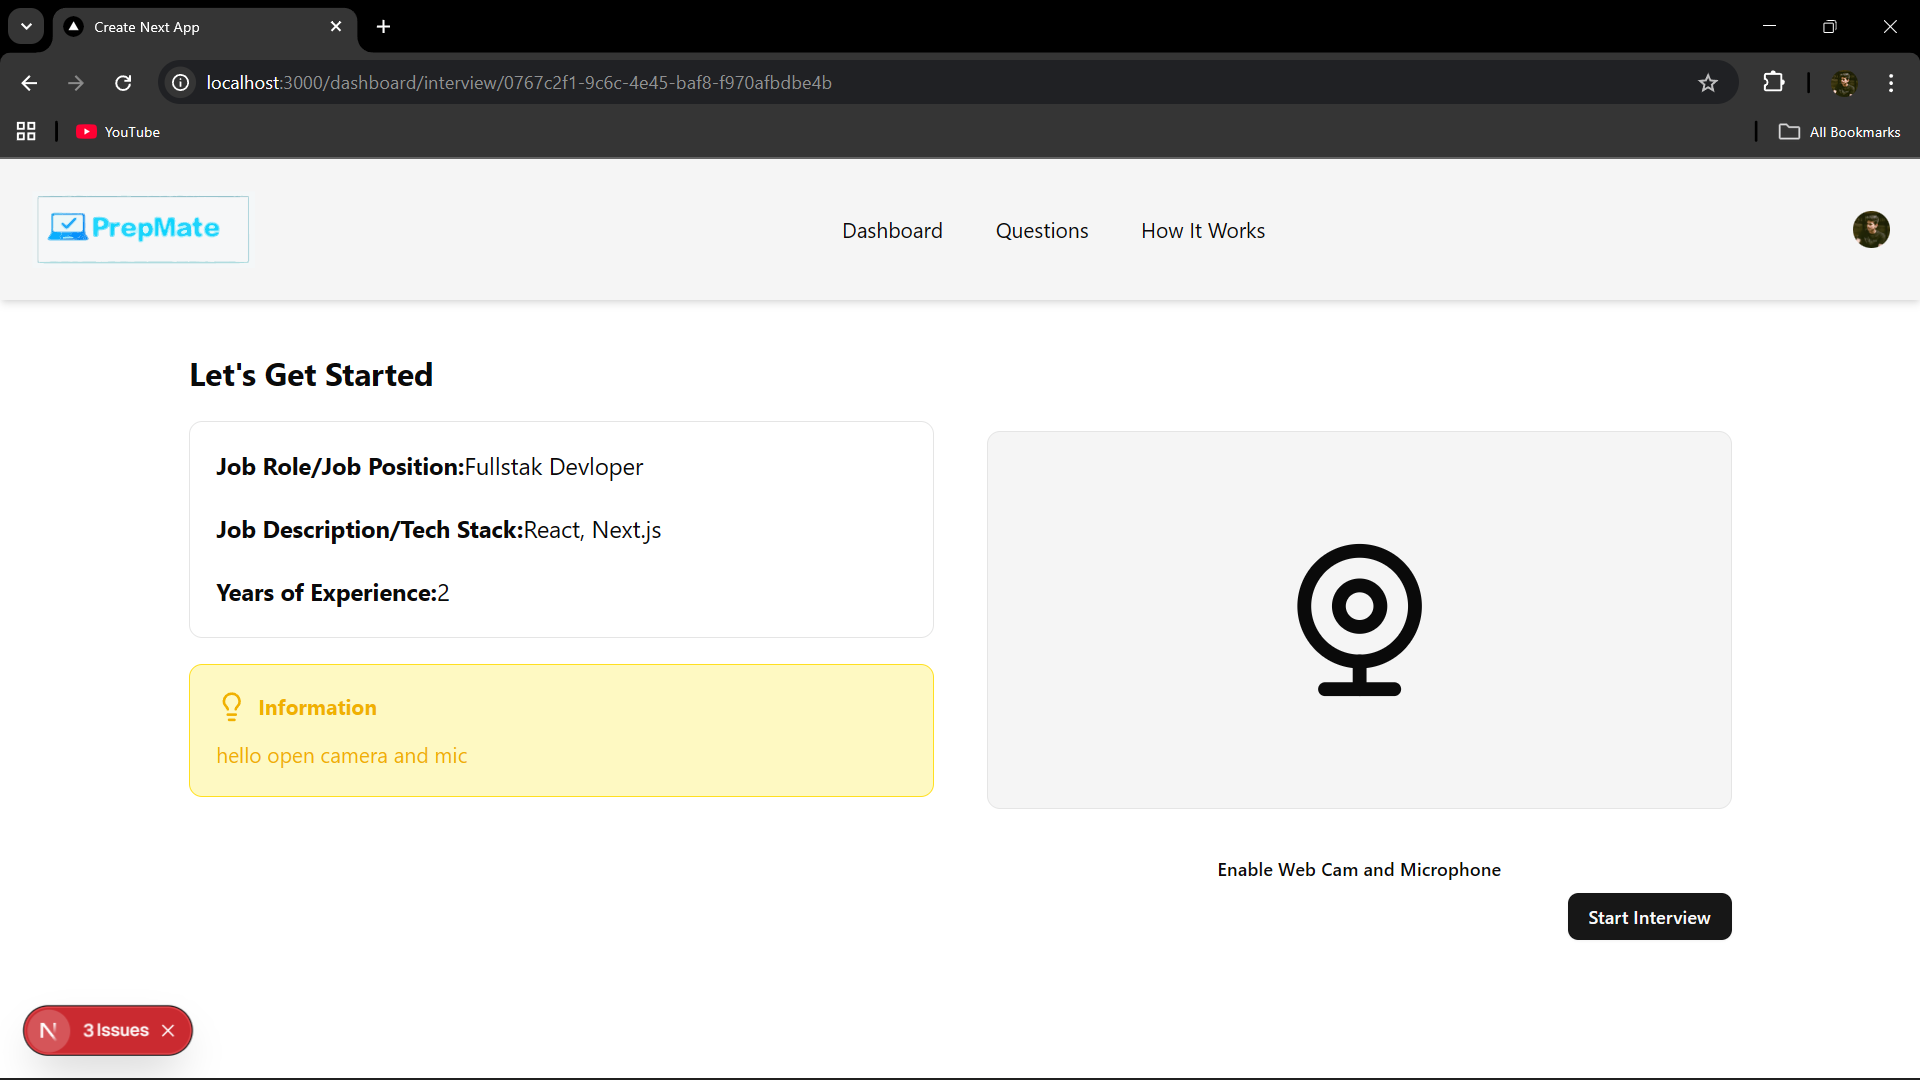 Create Next App
localhost:3000/dashboard/interview/0767c2f1-9c6c-4e45-baf8-f970afbdbe4b
YouTube
All Bookmarks
PrepMate
Dashboard
Questions
How It Works
Let's Get Started
Job Role/Job Position:Fullstak Devloper
Job Description/Tech Stack:React, Next.js
Years of Experience:2
Information
hello open camera and mic
Enable Web Cam and Microphone
Start Interview
N
3 Issues